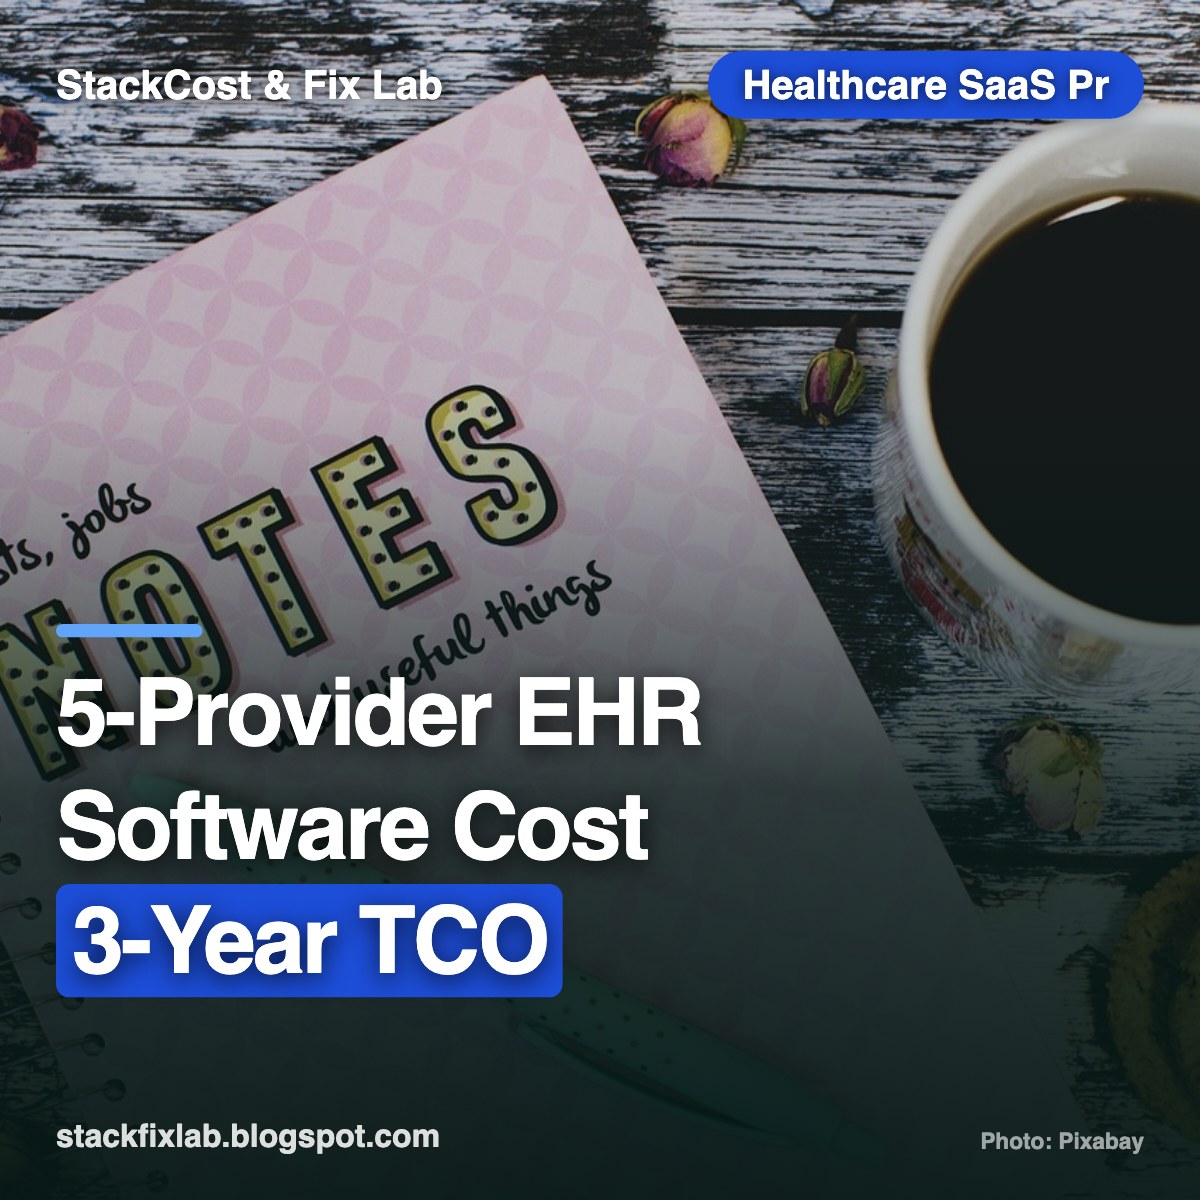 StackCost & Fix Lab
Healthcare SaaS Pr
jobs
NOTES
useful things
5-Provider EHR
Software Cost
3-Year TCO
stackfixlab.blogspot.com
Photo: Pixabay